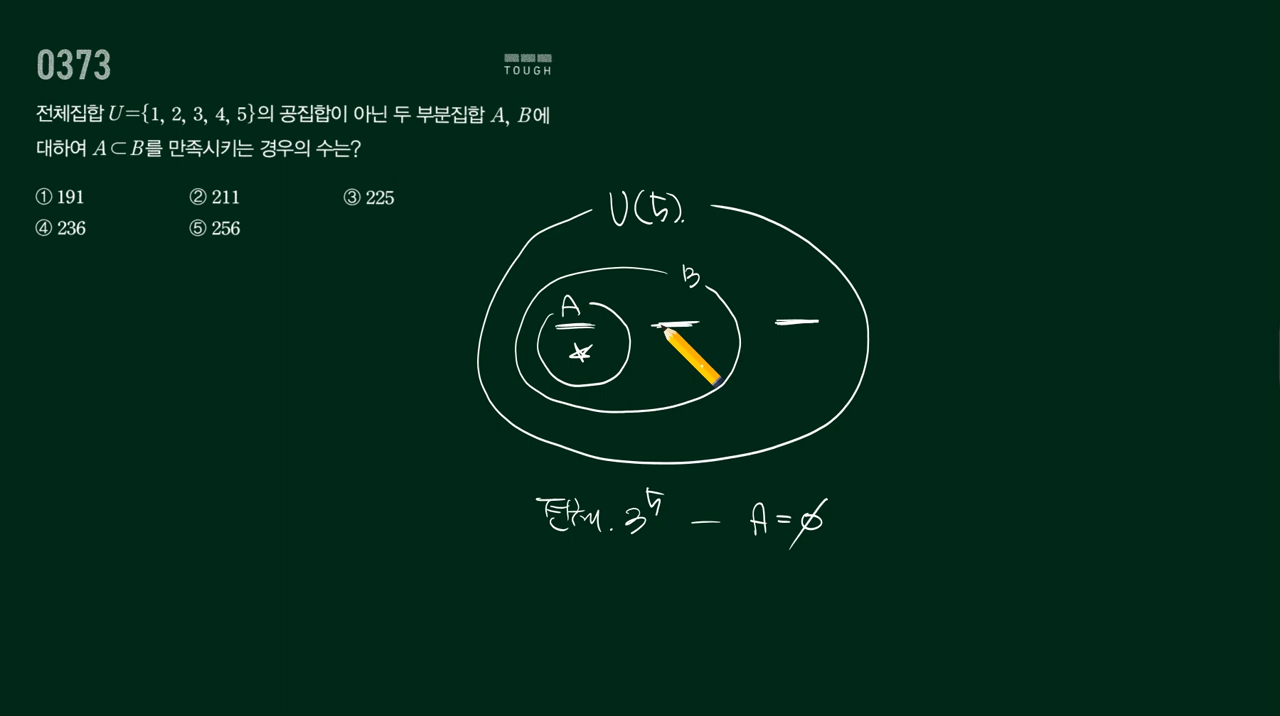 0373
TOUGH
전체집합 U={1, 2, 3, 4, 5}의 공집합이 아닌 두 부분집합 A, B에
대하여 A⊂B를 만족시키는 경우의 수는?
① 191 ② 211 ③ 225
④ 236 ⑤ 256
U(5).
B
A
전체. 3⁵ — A=∅